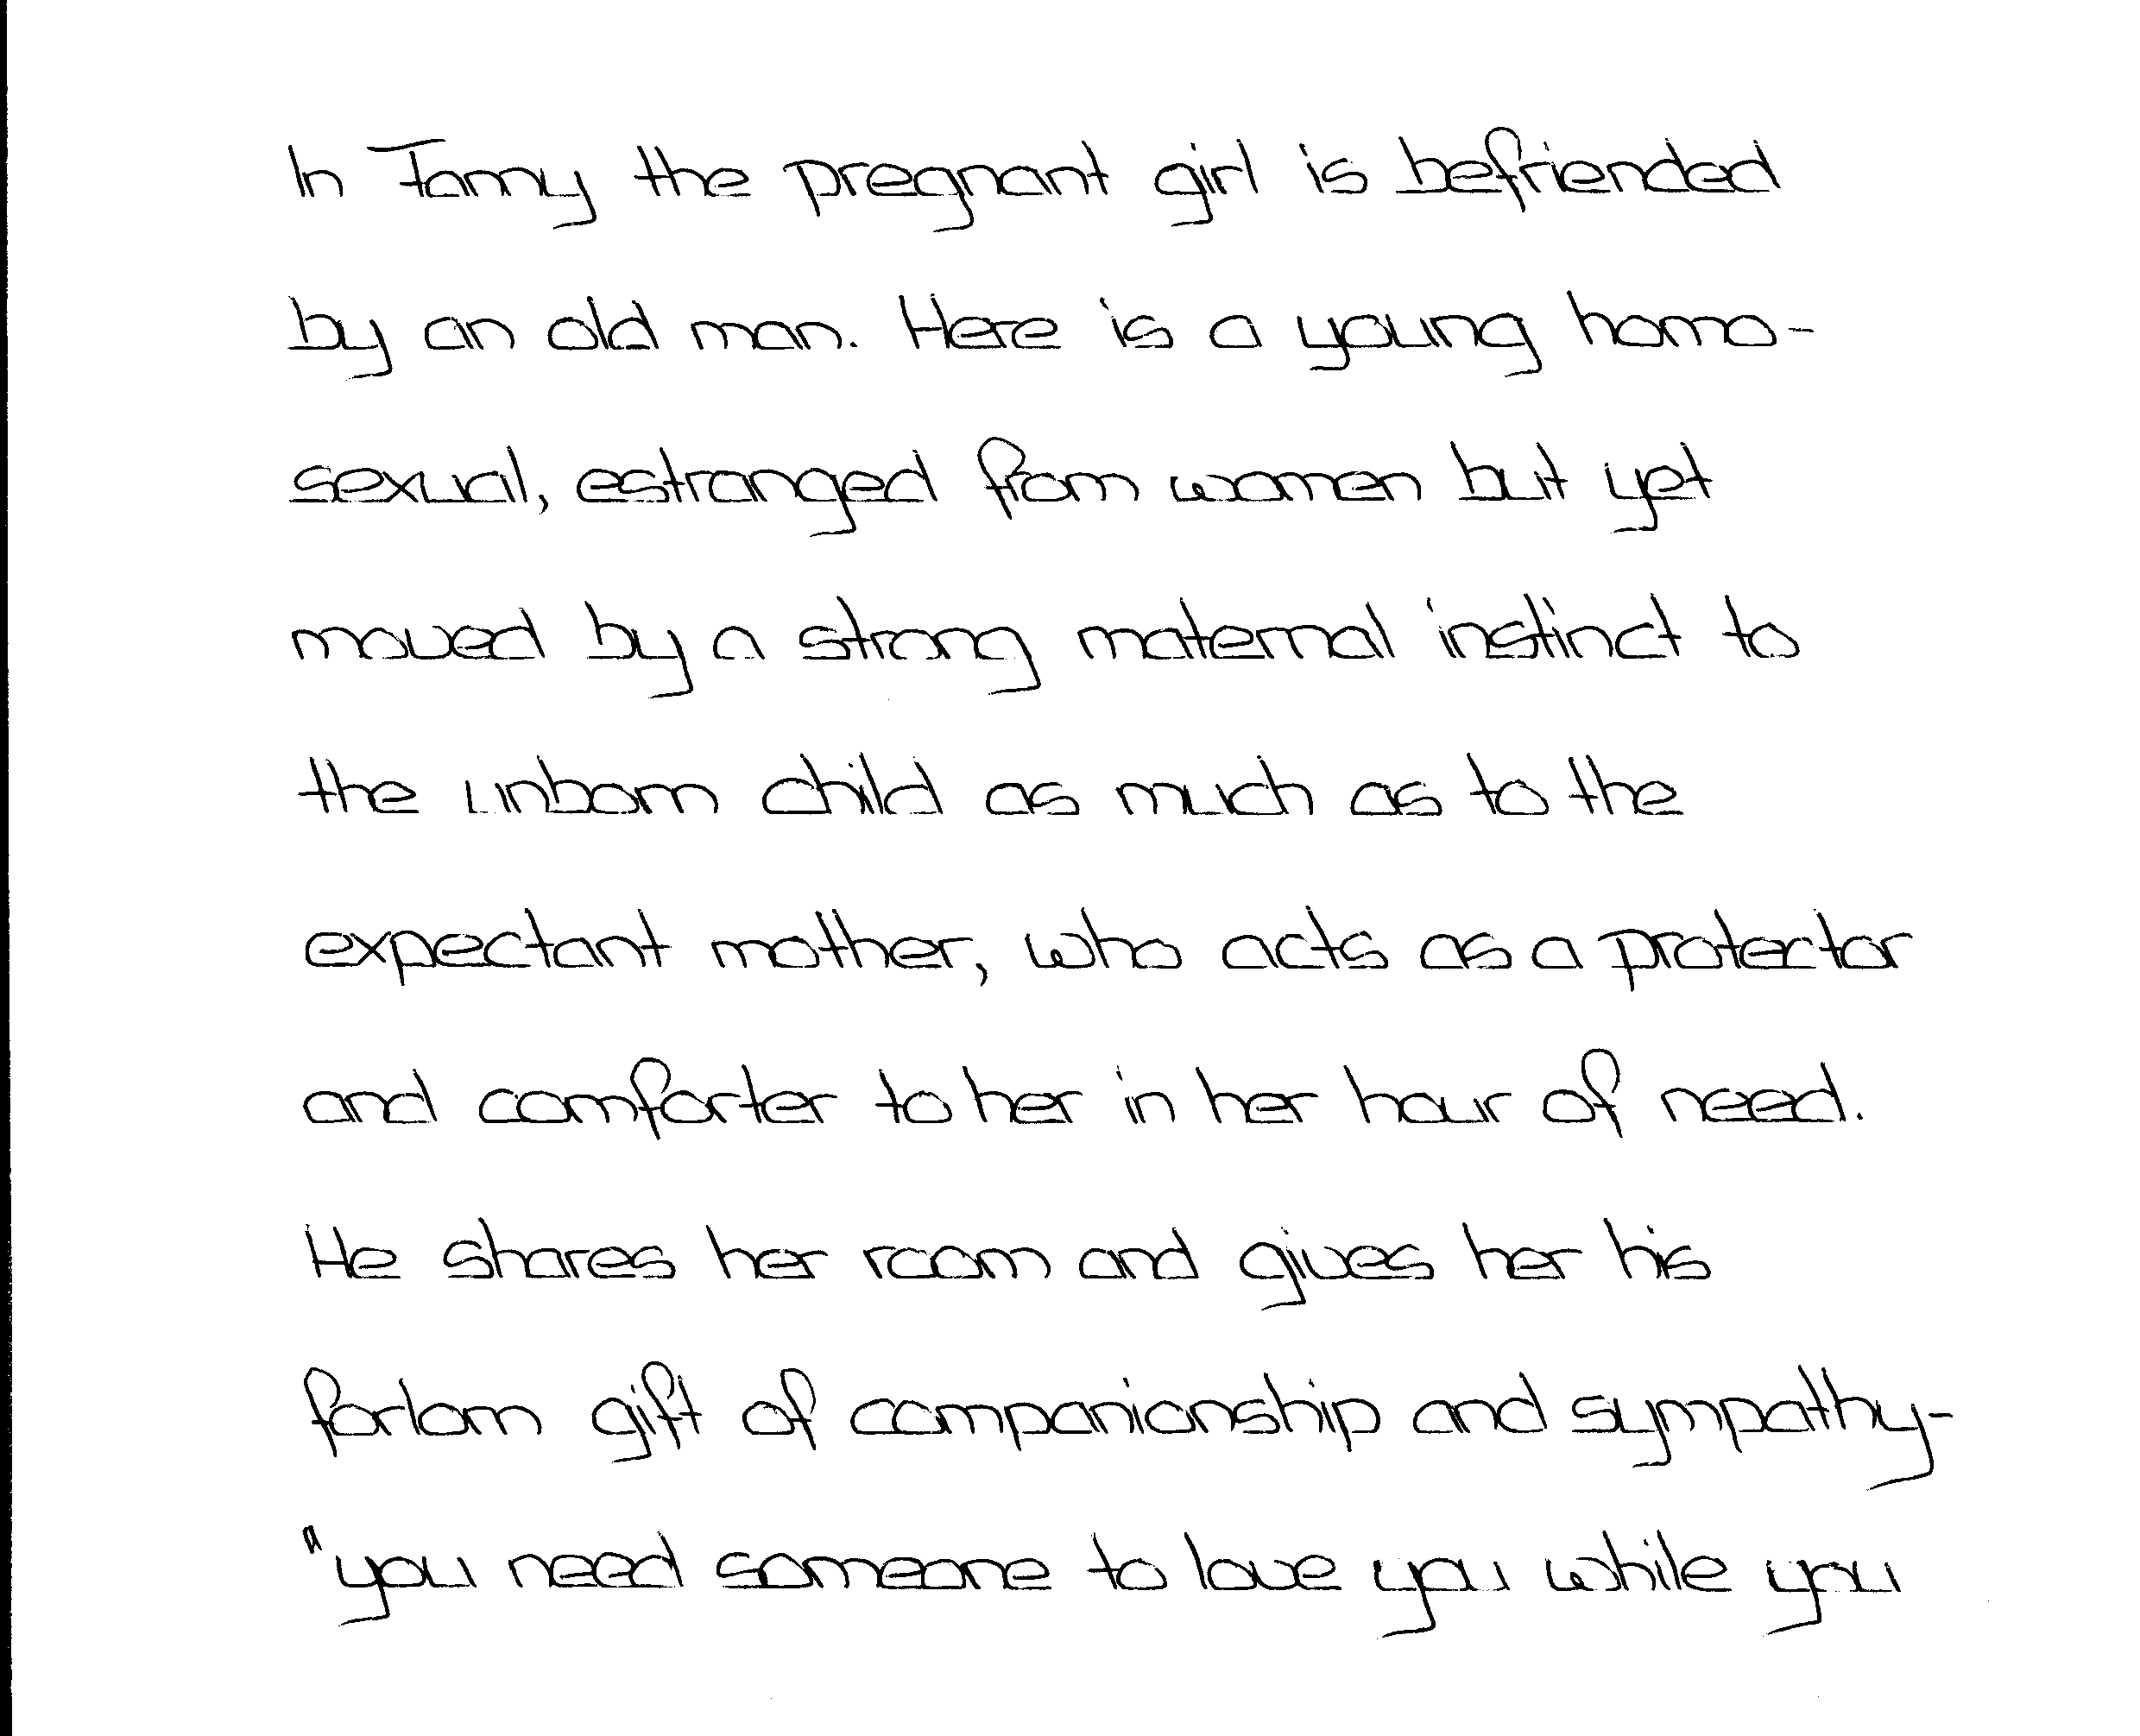 In Fanny the pregnant girl is befriended
by an old man. Here is a young homo-
sexual, estranged from women but yet
moved by a strong maternal instinct to
the unborn child as much as to the
expectant mother, who acts as a protector
and comforter to her in her hour of need.
He shares her room and gives her his
forlorn gift of companionship and sympathy-
"you need someone to love you while you